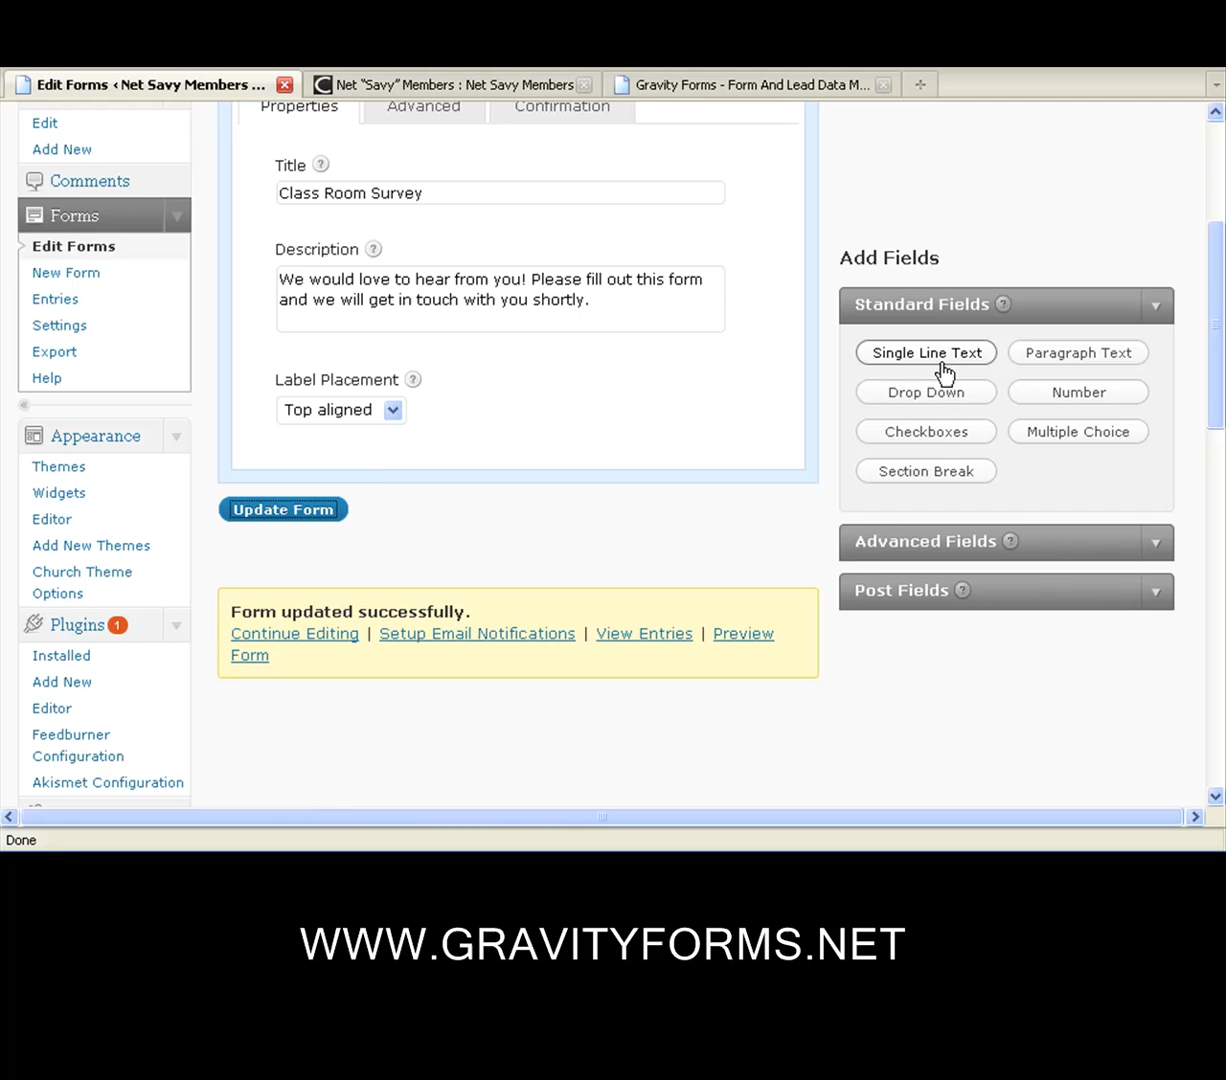 Edit Forms ‹ Net Savy Members ...
Net "Savy" Members : Net Savy Members
Gravity Forms - Form And Lead Data M...
Edit
Add New
Comments
Forms
Edit Forms
New Form
Entries
Settings
Export
Help
Appearance
Themes
Widgets
Editor
Add New Themes
Church Theme
Options
Plugins 1
Installed
Add New
Editor
Feedburner
Configuration
Akismet Configuration
Properties
Advanced
Confirmation
Title ?
Class Room Survey
Description ?
We would love to hear from you! Please fill out this form
and we will get in touch with you shortly.
Label Placement ?
Top aligned
Update Form
Form updated successfully.
Continue Editing | Setup Email Notifications | View Entries | Preview
Form
Add Fields
Standard Fields ?
Single Line Text
Paragraph Text
Drop Down
Number
Checkboxes
Multiple Choice
Section Break
Advanced Fields ?
Post Fields ?
Done
WWW.GRAVITYFORMS.NET